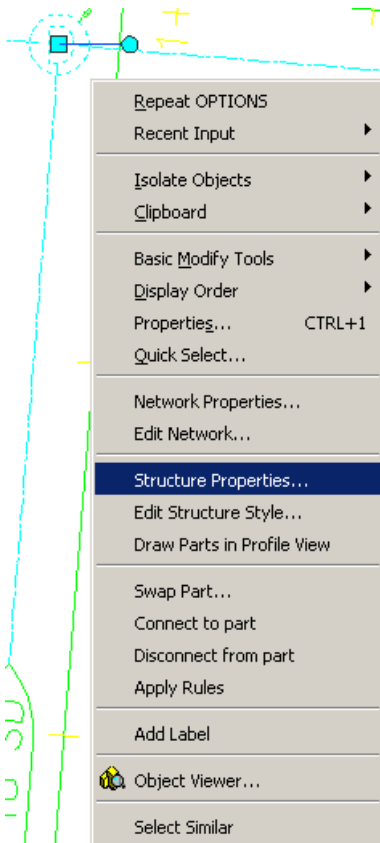 Repeat OPTIONS
Recent Input
Isolate Objects
Clipboard
Basic Modify Tools
Display Order
Properties... CTRL+1
Quick Select...
Network Properties...
Edit Network...
Structure Properties...
Edit Structure Style...
Draw Parts in Profile View
Swap Part...
Connect to part
Disconnect from part
Apply Rules
Add Label
Object Viewer...
Select Similar
SD